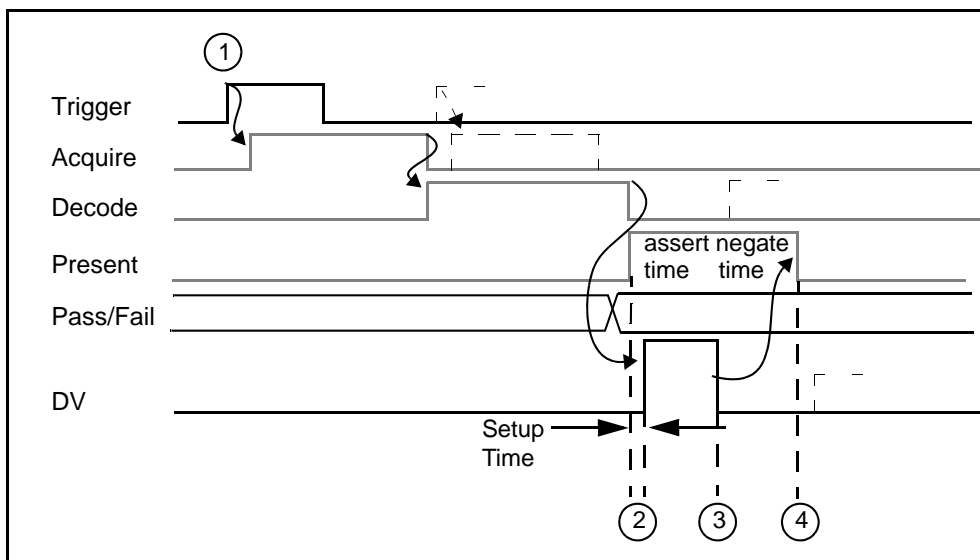 1
Trigger
Acquire
Decode
Present
assert negate
time time
Pass/Fail
DV
Setup
Time
2
3
4